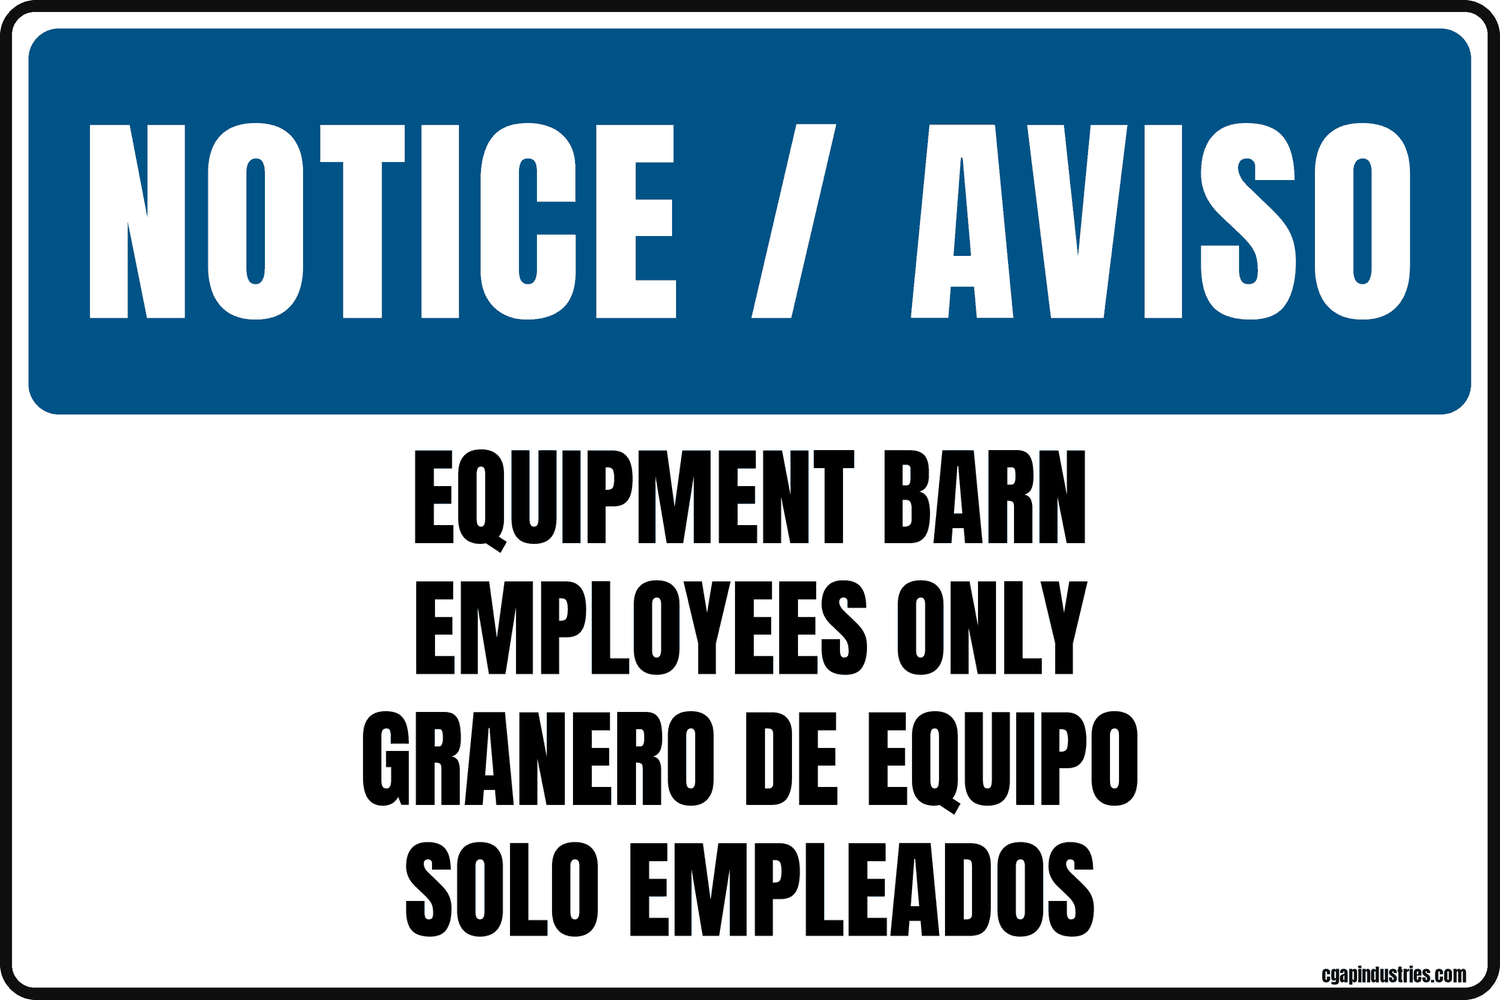 NOTICE / AVISO
EQUIPMENT BARN
EMPLOYEES ONLY
GRANERO DE EQUIPO
SOLO EMPLEADOS
cgapindustries.com